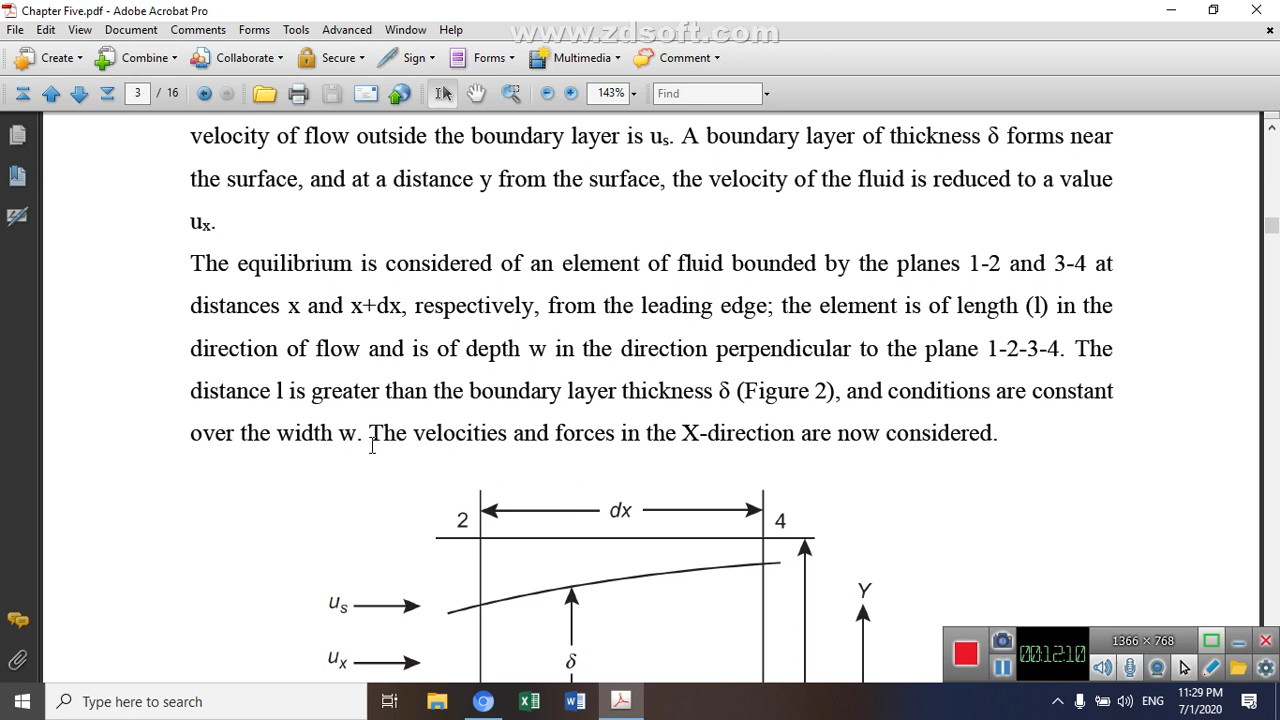 Chapter Five.pdf - Adobe Acrobat Pro
File Edit View Document Comments Forms Tools Advanced Window Help
www.zdsoft.com
Create Combine Collaborate Secure Sign Forms Multimedia Comment
3 / 16 143% Find
velocity of flow outside the boundary layer is us. A boundary layer of thickness δ forms near
the surface, and at a distance y from the surface, the velocity of the fluid is reduced to a value
ux.
The equilibrium is considered of an element of fluid bounded by the planes 1-2 and 3-4 at
distances x and x+dx, respectively, from the leading edge; the element is of length (l) in the
direction of flow and is of depth w in the direction perpendicular to the plane 1-2-3-4. The
distance l is greater than the boundary layer thickness δ (Figure 2), and conditions are constant
over the width w. The velocities and forces in the X-direction are now considered.
2 dx 4
us
Y
ux
δ
00:12:10
1366 × 768
Type here to search
ENG
11:29 PM
7/1/2020